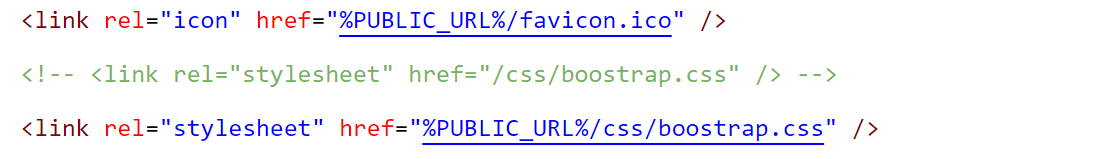 <link rel="icon" href="%PUBLIC_URL%/favicon.ico" />
<!-- <link rel="stylesheet" href="/css/boostrap.css" /> -->
<link rel="stylesheet" href="%PUBLIC_URL%/css/boostrap.css" />